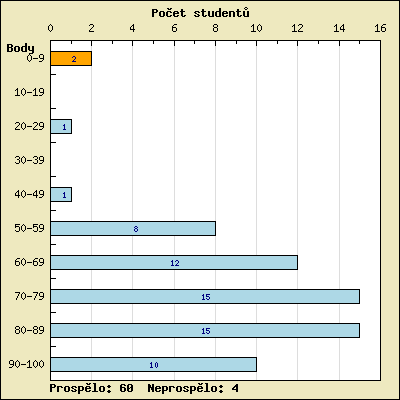 Počet studentů
0 2 4 6 8 10 12 14 16
Body
0-9 2
10-19
20-29 1
30-39
40-49 1
50-59 8
60-69 12
70-79 15
80-89 15
90-100 10
Prospělo: 60 Neprospělo: 4